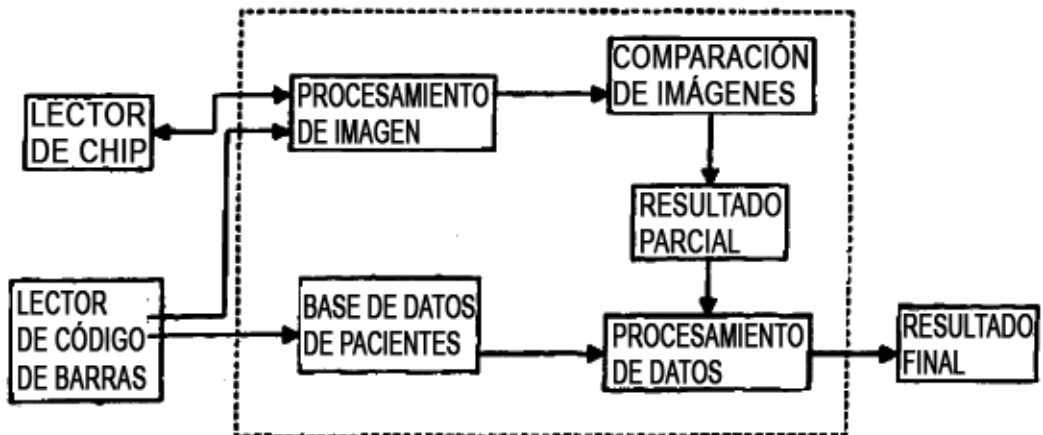 COMPARACIÓN
DE IMÁGENES
PROCESAMIENTO
DE IMAGEN
LECTOR
DE CHIP
RESULTADO
PARCIAL
LECTOR
DE CÓDIGO
DE BARRAS
BASE DE DATOS
DE PACIENTES
PROCESAMIENTO
DE DATOS
RESULTADO
FINAL